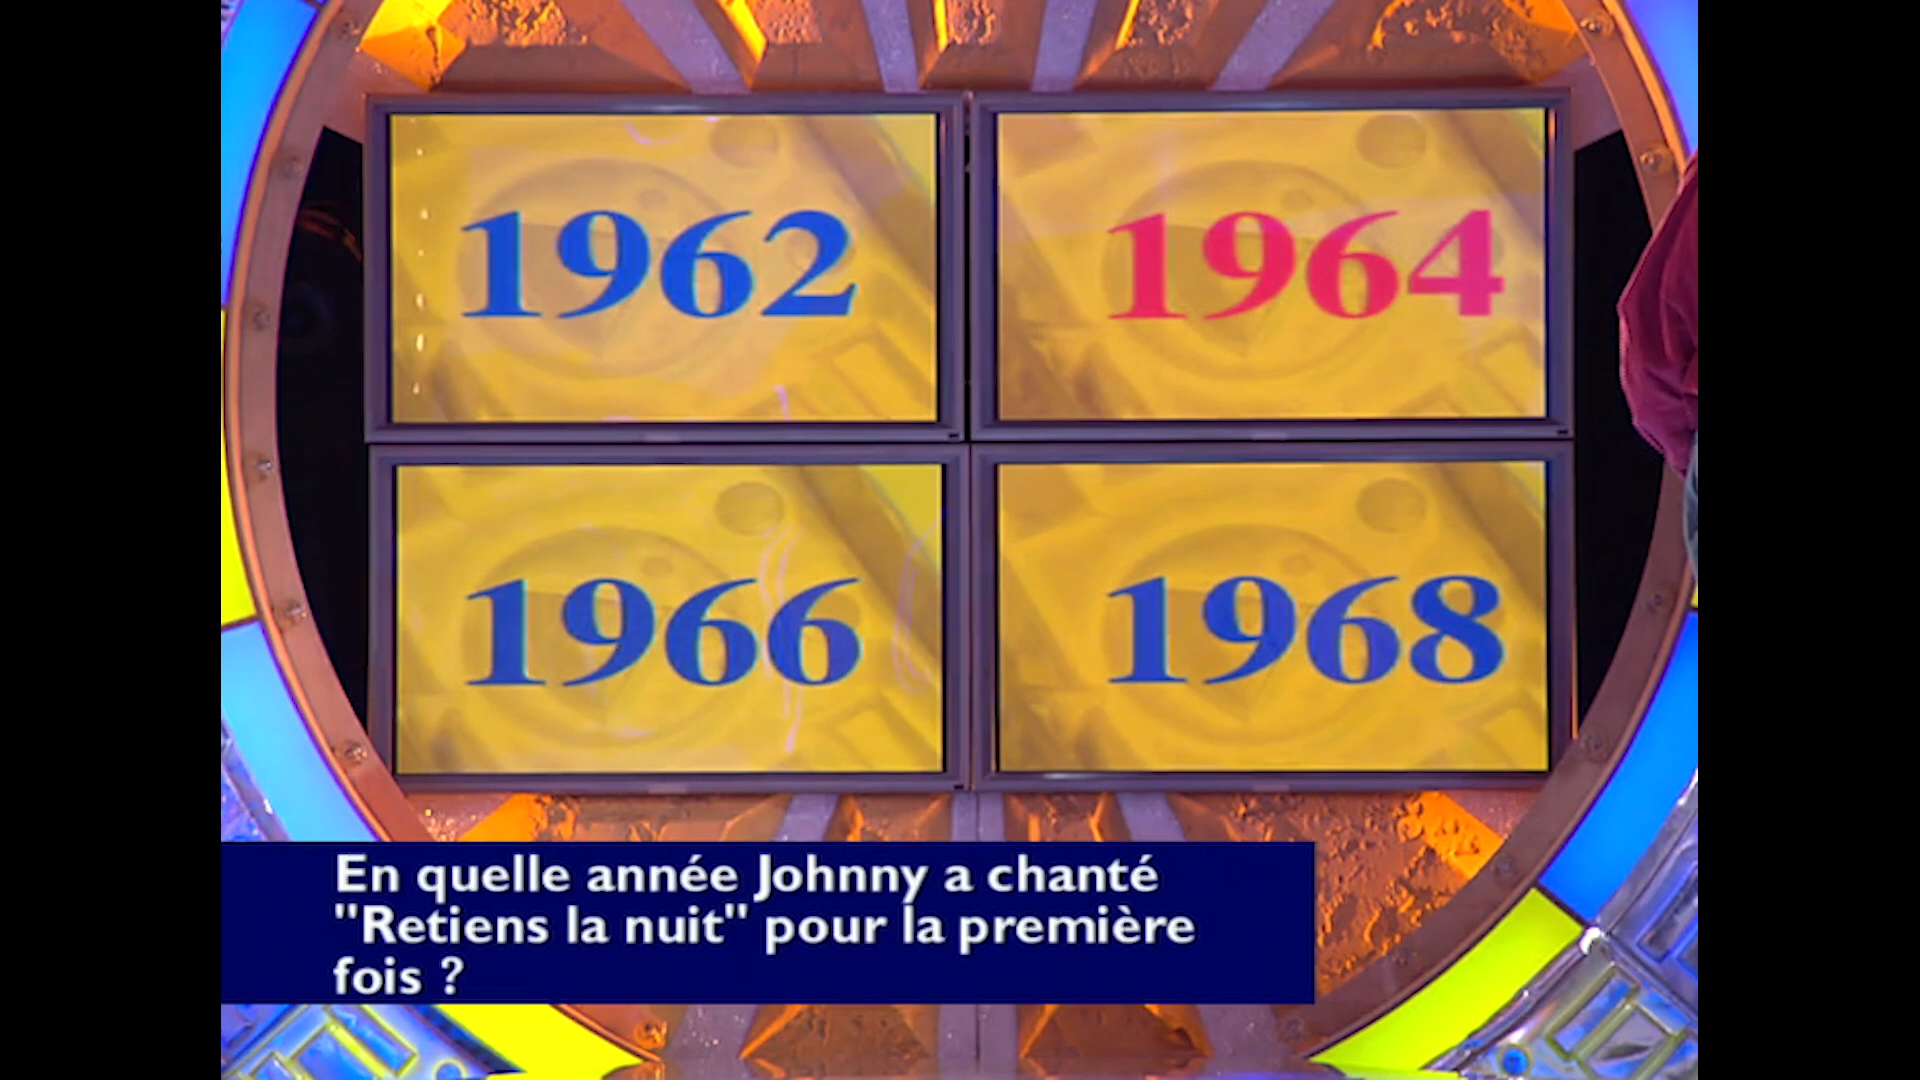 1962
1964
1966
1968
En quelle année Johnny a chanté
"Retiens la nuit" pour la première
fois ?